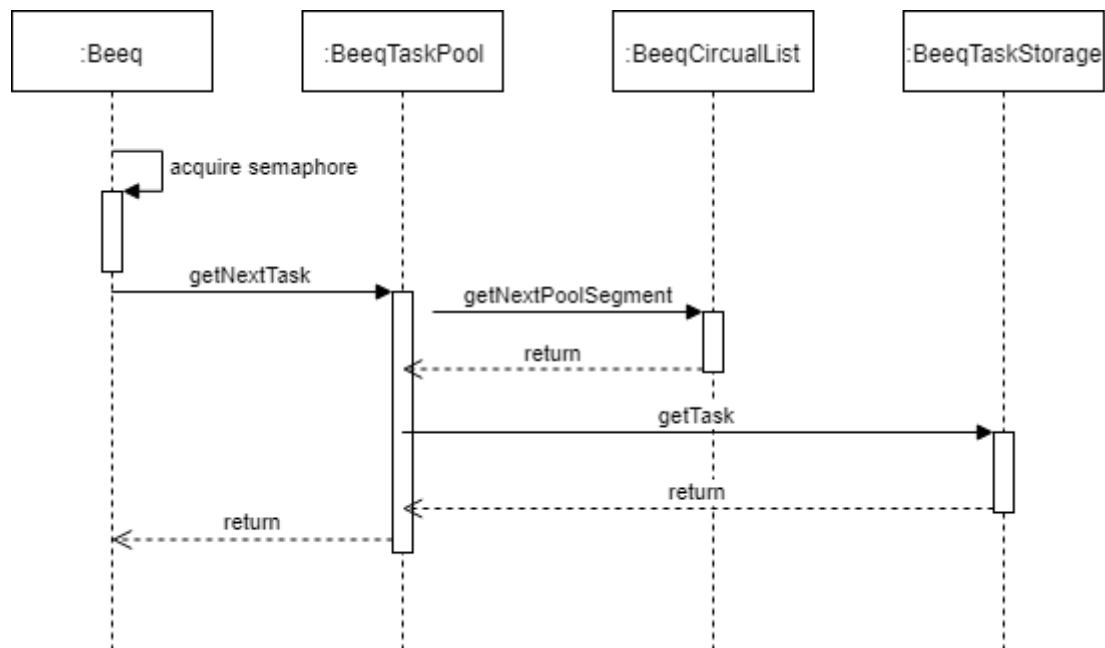 :Beeq
:BeeqTaskPool
:BeeqCircualList
:BeeqTaskStorage
acquire semaphore
getNextTask
getNextPoolSegment
return
getTask
return
return